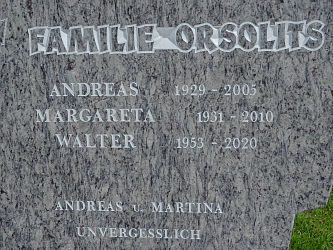 FAMILIE ORSOLITS
ANDREAS 1929 - 2005
MARGARETA 1931 - 2010
WALTER 1953 - 2020
ANDREAS u. MARTINA
UNVERGESSLICH